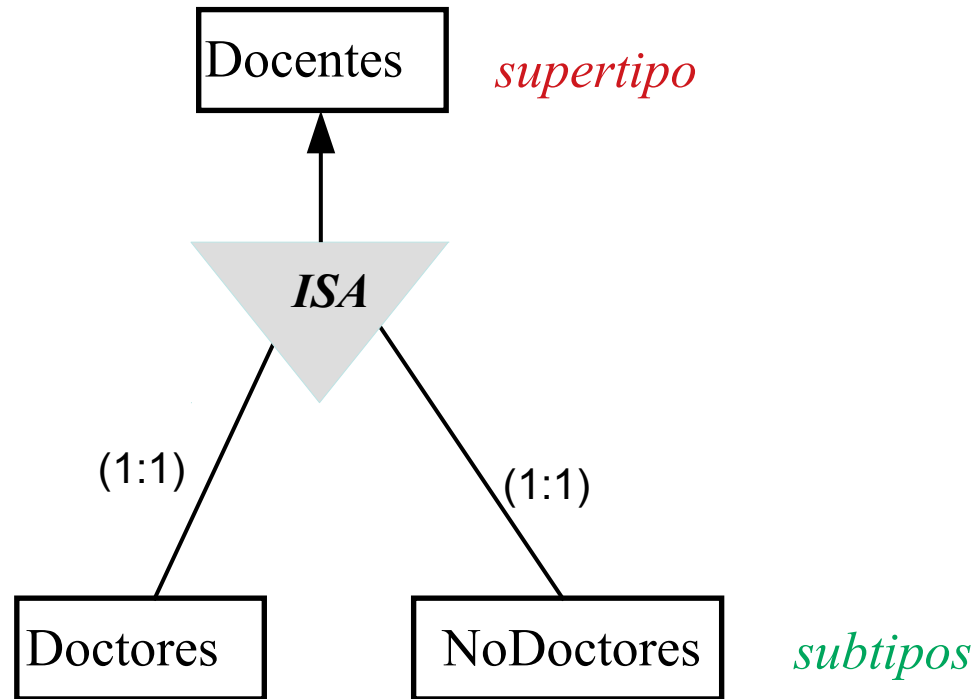 Docentes
supertipo
ISA
(1:1)
(1:1)
Doctores
NoDoctores
subtipos